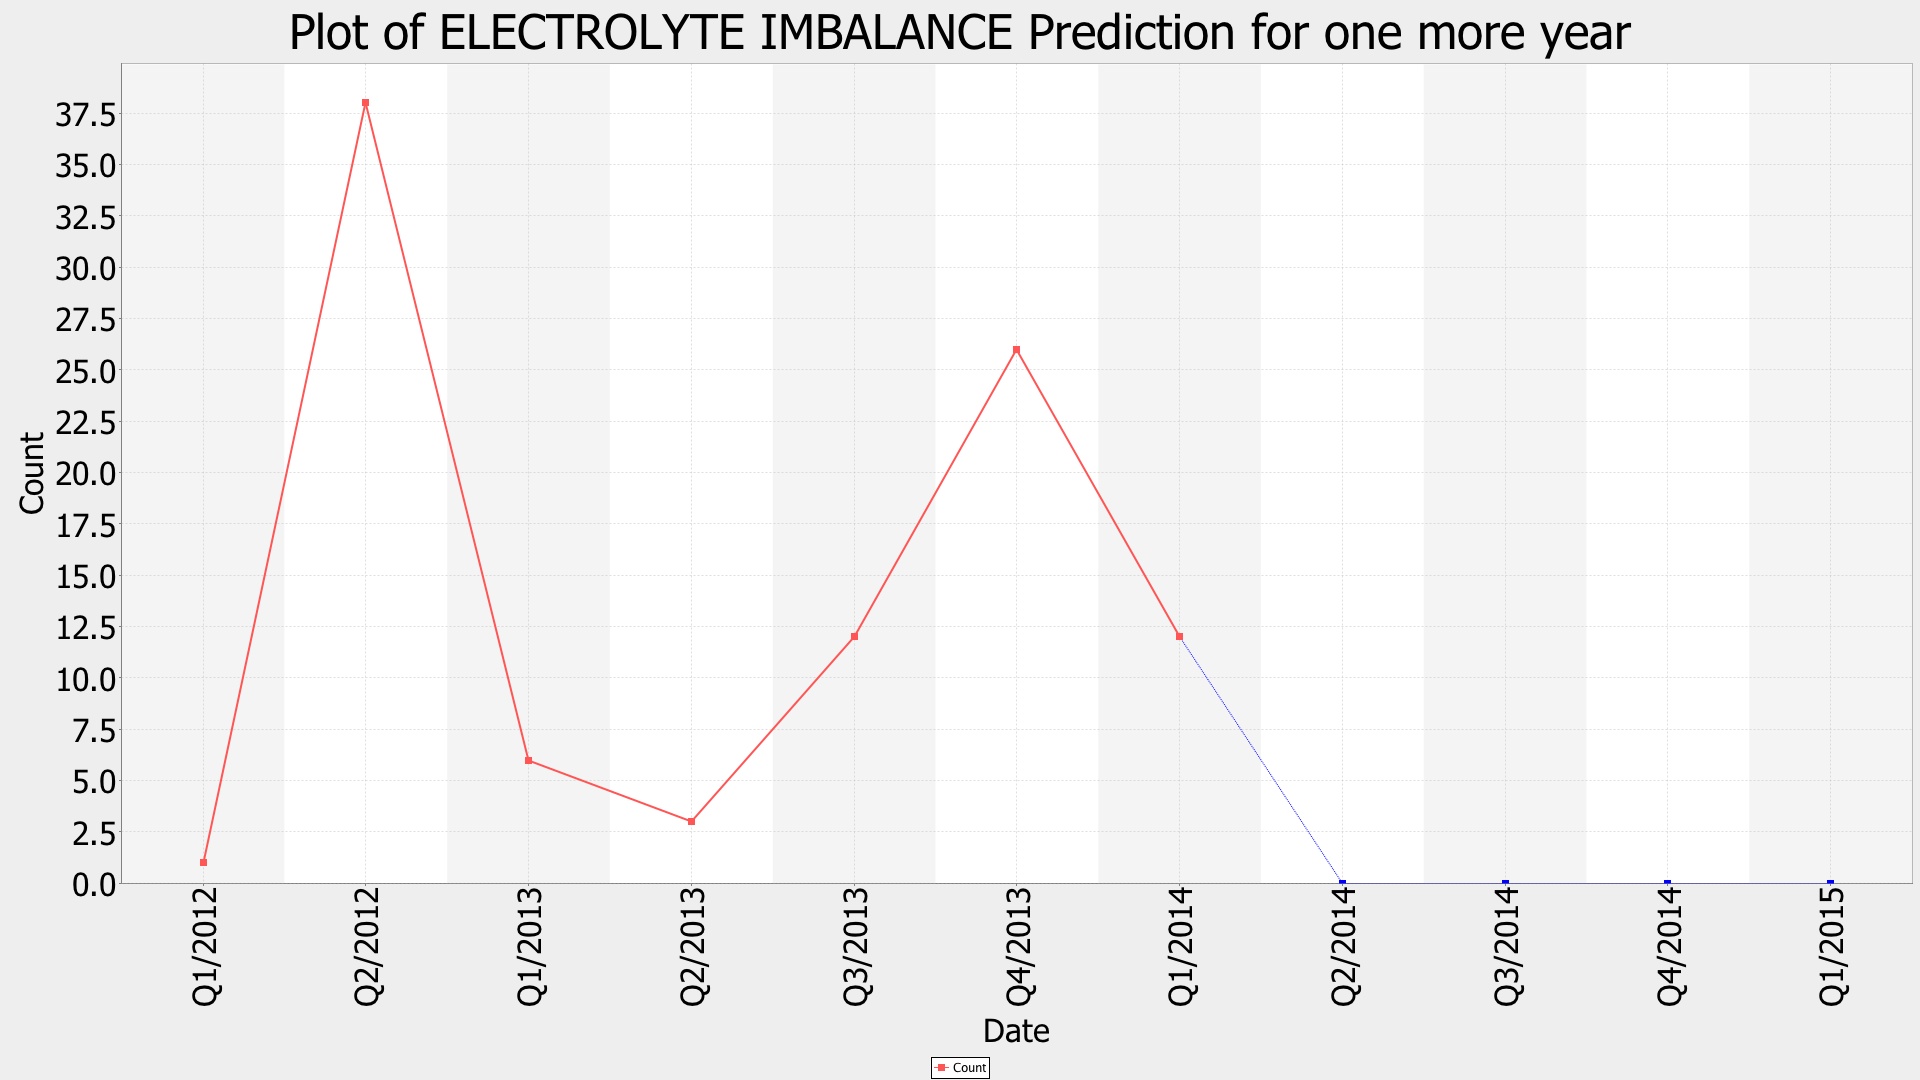 Plot of ELECTROLYTE IMBALANCE Prediction for one more year
37.5
35.0
32.5
30.0
27.5
25.0
22.5
20.0
17.5
15.0
12.5
10.0
7.5
5.0
2.5
0.0
Count
Q1/2012
Q2/2012
Q1/2013
Q2/2013
Q3/2013
Q4/2013
Q1/2014
Q2/2014
Q3/2014
Q4/2014
Q1/2015
Date
Count